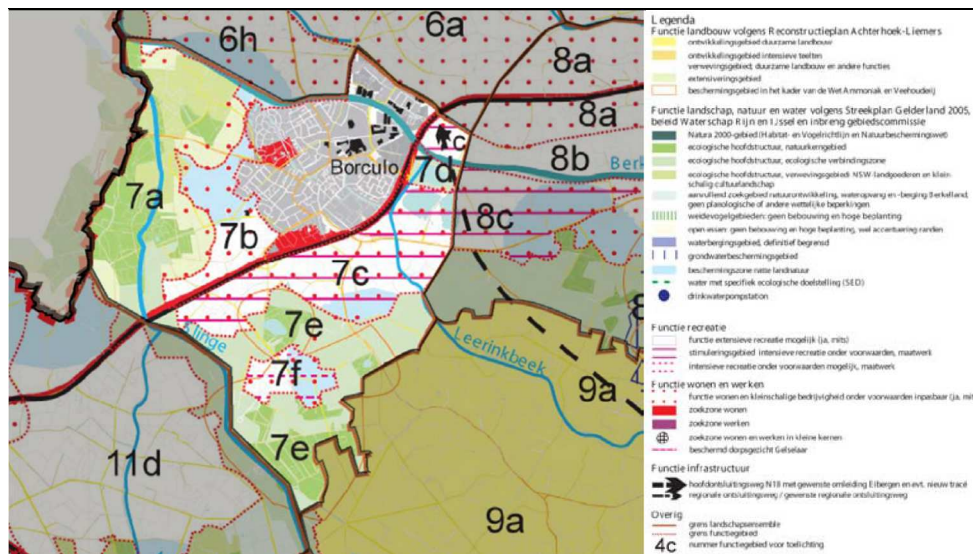 6h
6a
8a
8a
c
8b
Berk
Borculo
7d
7a
8c
7b
7c
7e
Klinge
Leerinkbeek
7f
9a
7e
11d
9a
Legenda
Functie landbouw volgens Reconstructieplan Achterhoek-Liemers
ontwikkelingsgebied duurzame landbouw
ontwikkelingsgebied intensieve teelten
verwevingsgebied; duurzame landbouw en andere functies
extensiveringsgebied
beschermingsgebied in het kader van de Wet Ammoniak en Veehouderij
Functie landschap, natuur en water volgens Streekplan Gelderland 2005,
beleid Waterschap Rijn en IJssel en inbreng gebiedscommissie
Natura 2000-gebied (Habitat- en Vogelrichtlijn en Natuurbeschermingswet)
ecologische hoofdstructuur, natuurkerngebied
ecologische hoofdstructuur, ecologische verbindingszone
ecologische hoofdstructuur, verwevingsgebied: NSW-landgoederen en klein-
schalig cultuurlandschap
aanvullend zoekgebied natuurontwikkeling, wateropvang en -berging Berkelland,
geen planologische of andere wettelijke beperkingen
weidevogelgebieden: geen bebouwing en hoge beplanting
open essen: geen bebouwing en hoge beplanting, wel accentuering randen
waterbergingsgebied, definitief begrensd
grondwaterbeschermingsgebied
beschermingszone natte landnatuur
water met specifiek ecologische doelstelling (SED)
drinkwaterpompstation
Functie recreatie
functie extensieve recreatie mogelijk (ja, mits)
stimuleringsgebied intensieve recreatie onder voorwaarden, maatwerk
intensieve recreatie onder voorwaarden mogelijk, maatwerk
Functie wonen en werken
functie wonen en kleinschalige bedrijvigheid onder voorwaarden inpasbaar (ja, mit
zoekzone wonen
zoekzone werken
zoekzone wonen en werken in kleine kernen
beschermd dorpsgezicht Gelselaar
Functie infrastructuur
hoofdontsluitingsweg N18 met gewenste omleiding Eibergen en evt. nieuw tracé
regionale ontsluitingsweg / gewenste regionale ontsluitingsweg
Overig
grens landschapsensemble
grens functiegebied
4c nummer functiegebied voor toelichting